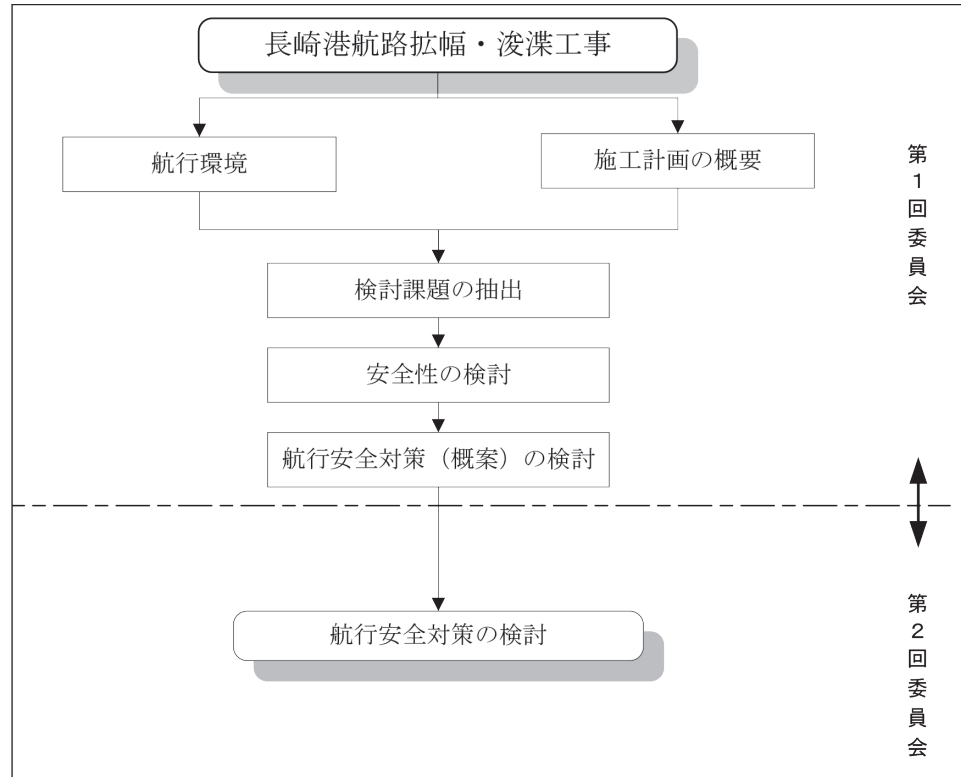 長崎港航路拡幅・浚渫工事
航行環境
施工計画の概要
検討課題の抽出
安全性の検討
航行安全対策（概案）の検討
第1回委員会
航行安全対策の検討
第2回委員会